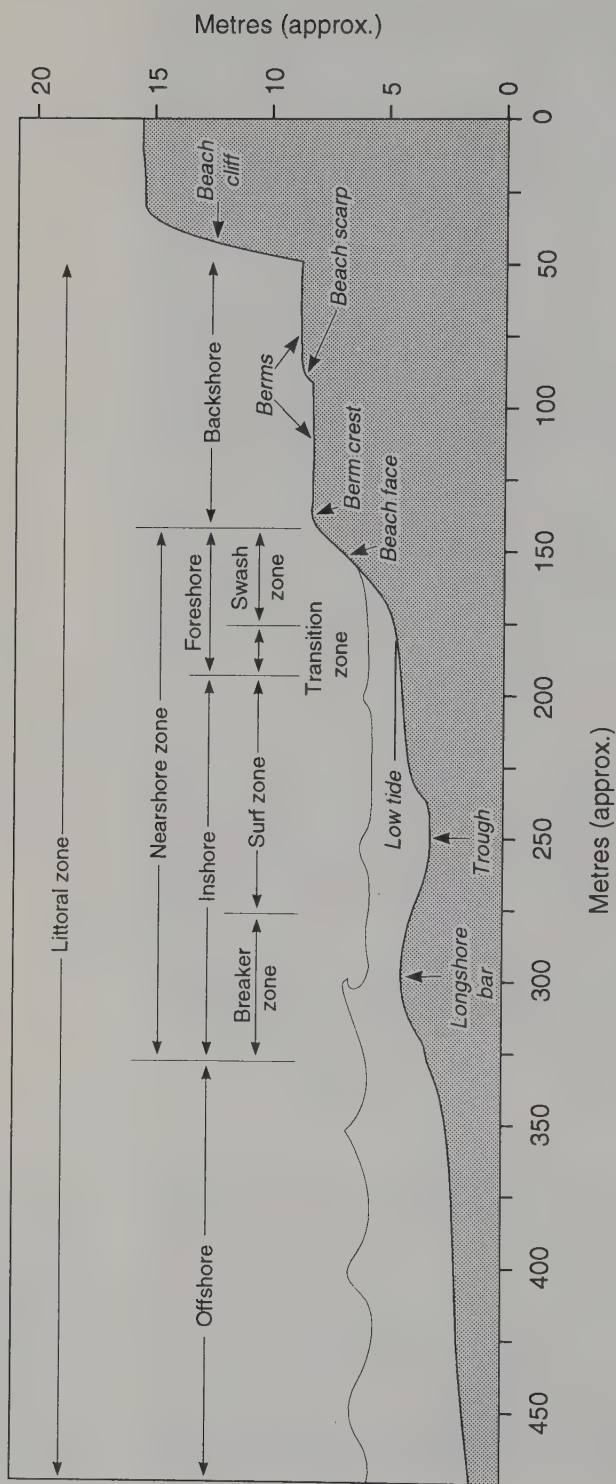 Metres (approx.)
20
15
10
5
0
Littoral zone
Nearshore zone
Offshore
Inshore
Foreshore
Backshore
Breaker
zone
Surf zone
Transition
zone
Swash
zone
Berms
Beach
cliff
Beach scarp
Berm crest
Beach face
Low tide
Trough
Longshore
bar
450
400
350
300
250
200
150
100
50
0
Metres (approx.)